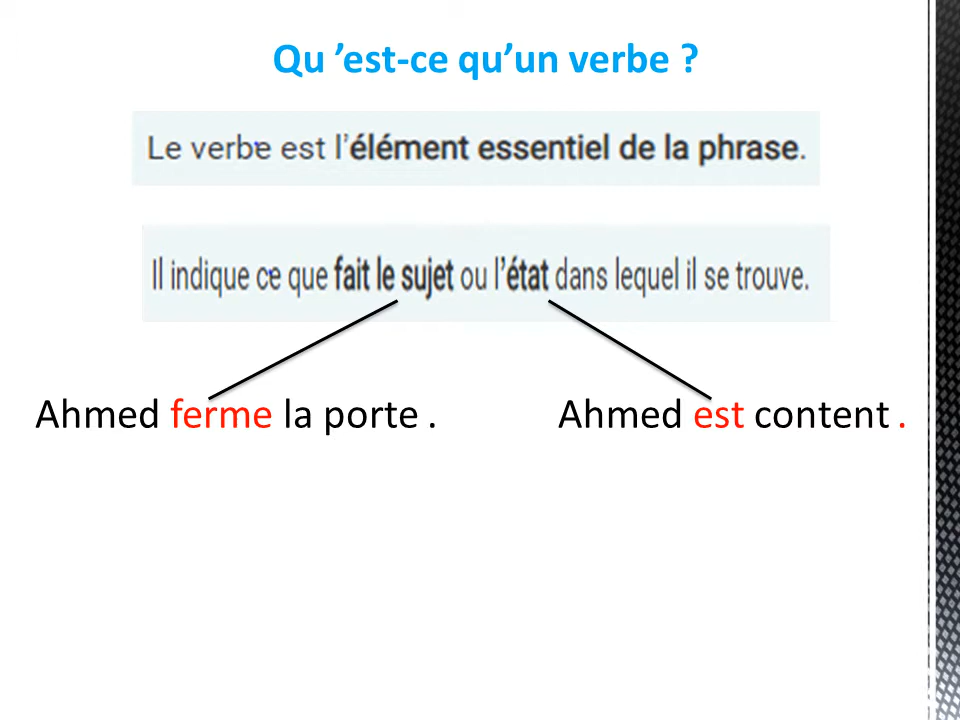 Qu ’est-ce qu’un verbe ?
Le verbe est l’élément essentiel de la phrase.
Il indique ce que fait le sujet ou l’état dans lequel il se trouve.
Ahmed ferme la porte .
Ahmed est content .